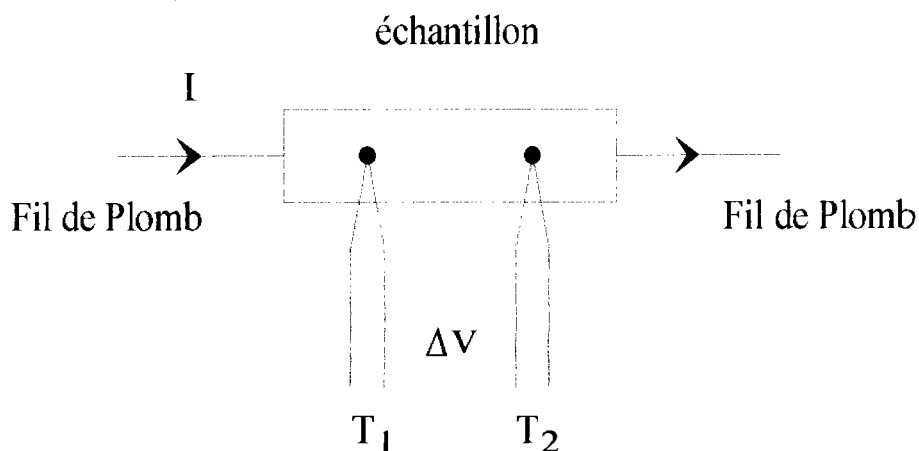 échantillon
I
Fil de Plomb
Fil de Plomb
ΔV
T1
T2